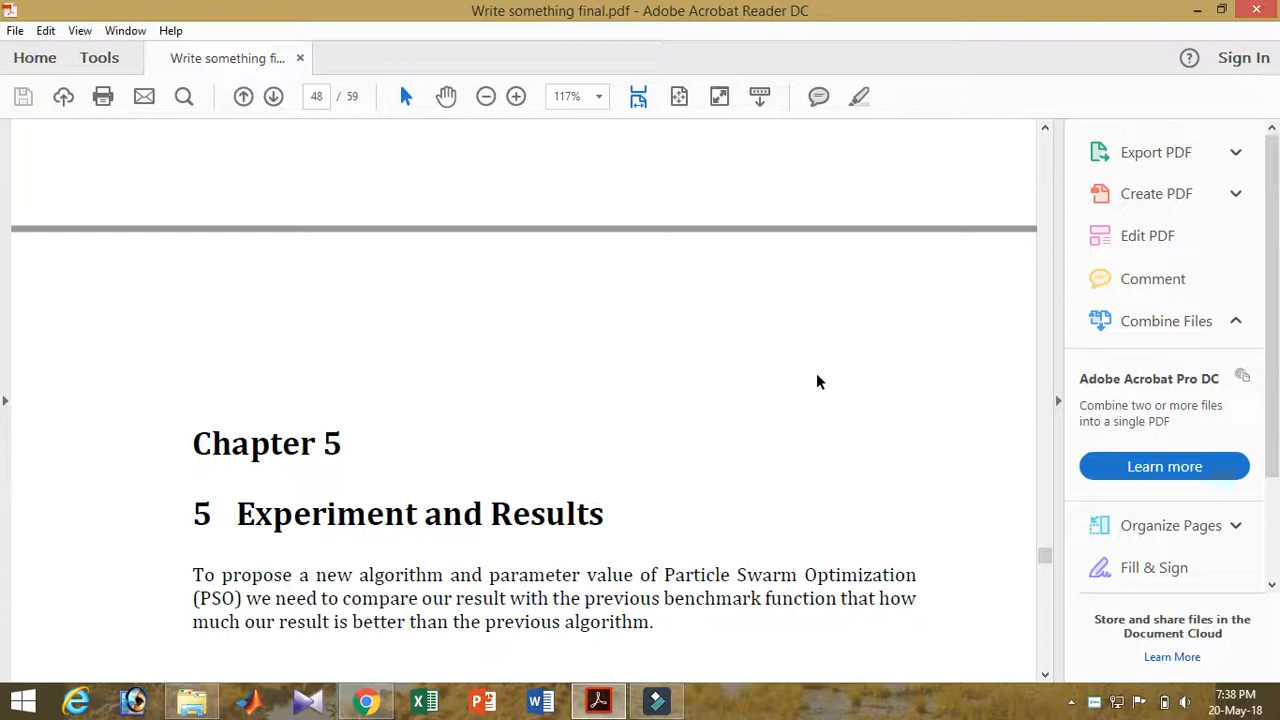 Write something final.pdf - Adobe Acrobat Reader DC
File Edit View Window Help
Home Tools Write something fi... × Sign In
48 / 59 117%
Export PDF
Create PDF
Edit PDF
Comment
Combine Files
Adobe Acrobat Pro DC
Combine two or more files
into a single PDF
Learn more
Organize Pages
Fill & Sign
Store and share files in the
Document Cloud
Learn More
Chapter 5
5 Experiment and Results
To propose a new algorithm and parameter value of Particle Swarm Optimization
(PSO) we need to compare our result with the previous benchmark function that how
much our result is better than the previous algorithm.
7:38 PM
20-May-18